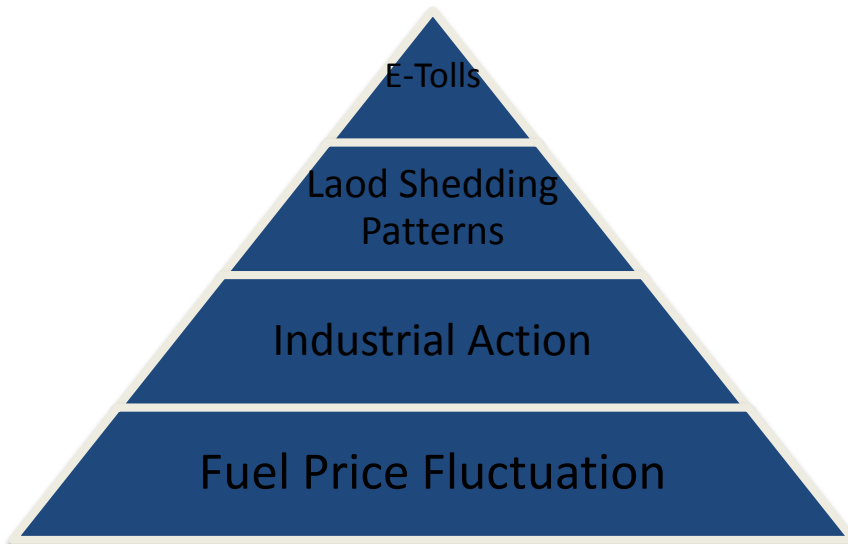 E-Tolls
Laod Shedding
Patterns
Industrial Action
Fuel Price Fluctuation